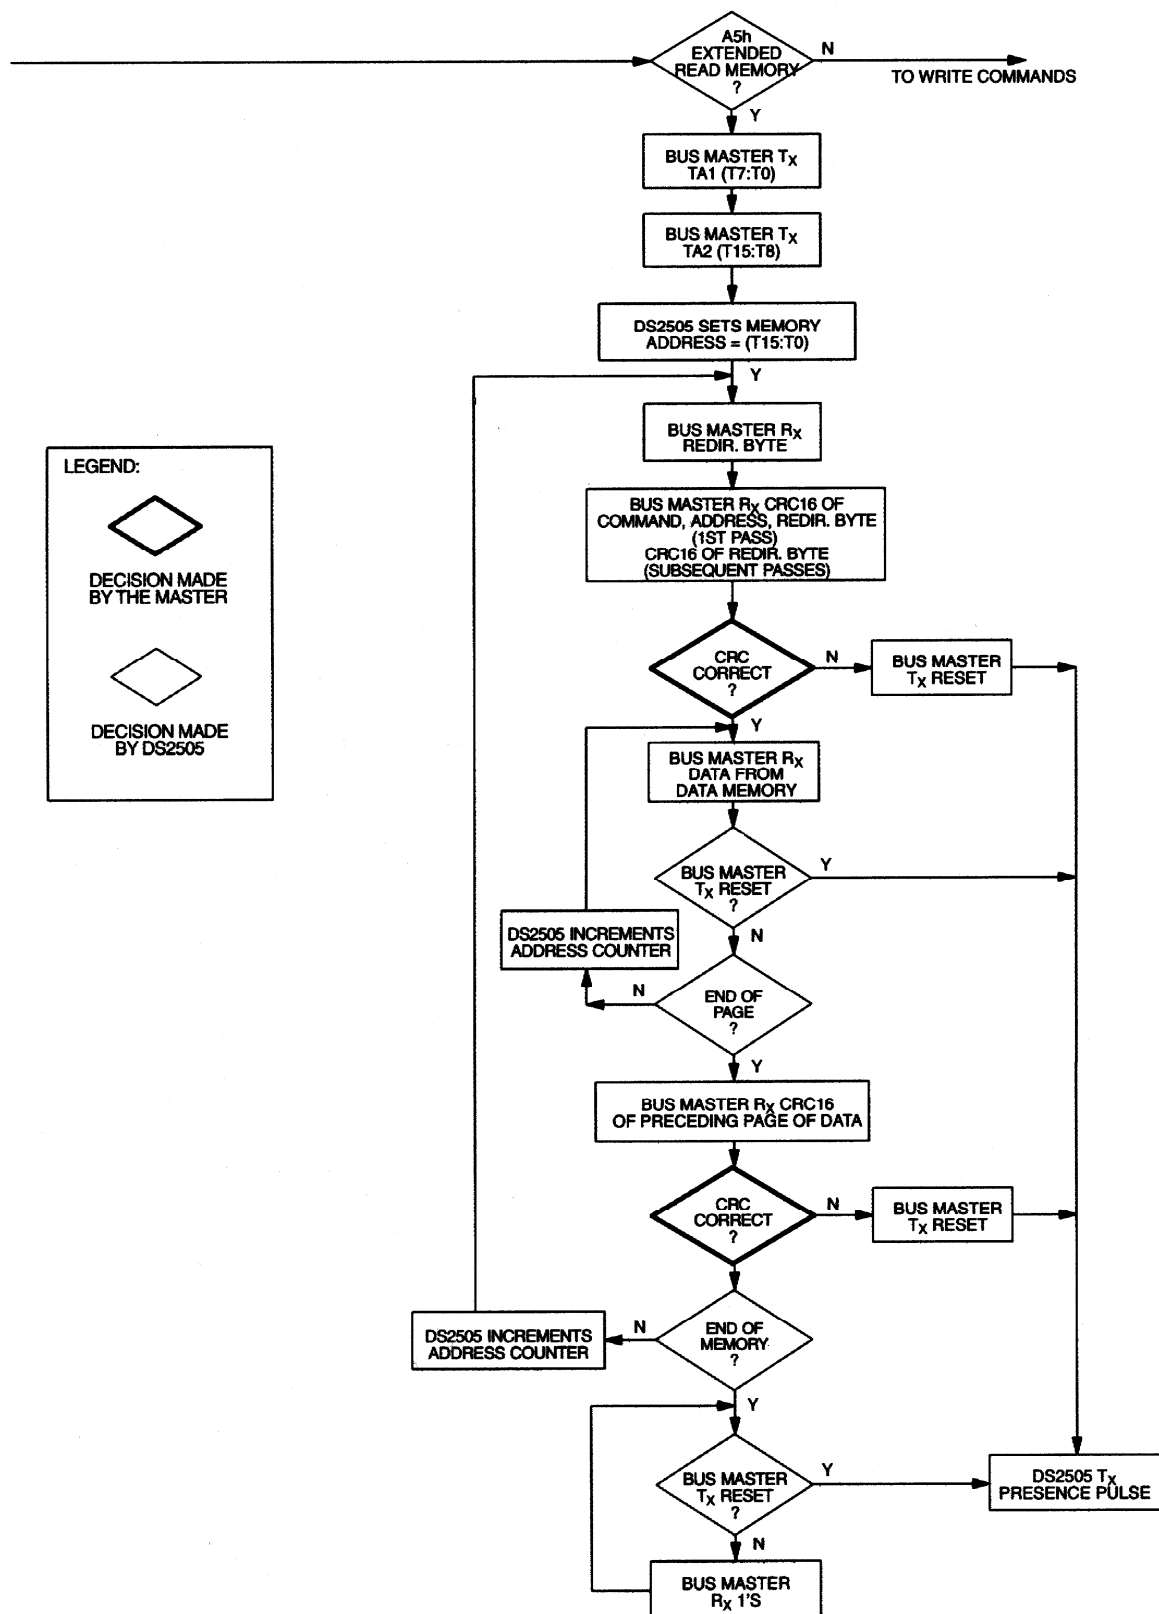 A5h
EXTENDED
READ MEMORY
?
N
TO WRITE COMMANDS
Y
BUS MASTER TX
TA1 (T7:T0)
BUS MASTER TX
TA2 (T15:T8)
DS2505 SETS MEMORY
ADDRESS = (T15:T0)
Y
BUS MASTER RX
REDIR. BYTE
LEGEND:
DECISION MADE
BY THE MASTER
DECISION MADE
BY DS2505
BUS MASTER RX CRC16 OF
COMMAND, ADDRESS, REDIR. BYTE
(1ST PASS)
CRC16 OF REDIR. BYTE
(SUBSEQUENT PASSES)
CRC
CORRECT
?
N
BUS MASTER
TX RESET
Y
BUS MASTER RX
DATA FROM
DATA MEMORY
BUS MASTER
TX RESET
?
Y
N
DS2505 INCREMENTS
ADDRESS COUNTER
N
END OF
PAGE
?
Y
BUS MASTER RX CRC16
OF PRECEDING PAGE OF DATA
CRC
CORRECT
?
N
BUS MASTER
TX RESET
DS2505 INCREMENTS
ADDRESS COUNTER
N
END OF
MEMORY
?
Y
BUS MASTER
TX RESET
?
Y
DS2505 TX
PRESENCE PULSE
N
BUS MASTER
RX 1'S